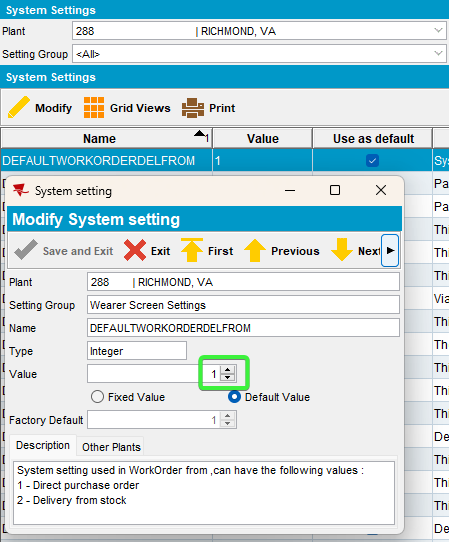 System Settings
Plant 288 | RICHMOND, VA
Setting Group <All>
System Settings
Modify Grid Views Print
Name 1 Value Use as default
DEFAULTWORKORDERDELFROM 1 Sy
System setting
Modify System setting
Save and Exit Exit First Previous Next
Plant 288 | RICHMOND, VA
Setting Group Wearer Screen Settings
Name DEFAULTWORKORDERDELFROM
Type Integer
Value 1
Fixed Value Default Value
Factory Default 1
Description Other Plants
System setting used in WorkOrder from ,can have the following values :
1 - Direct purchase order
2 - Delivery from stock
Pa
Pa
Thi
Thi
Thi
Via
Thi
Thi
Thi
Thi
Thi
De
Thi
Thi
Thi
De